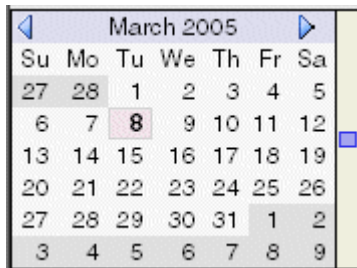 March 2005
Su Mo Tu We Th Fr Sa
27 28 1 2 3 4 5
6 7 8 9 10 11 12
13 14 15 16 17 18 19
20 21 22 23 24 25 26
27 28 29 30 31 1 2
3 4 5 6 7 8 9